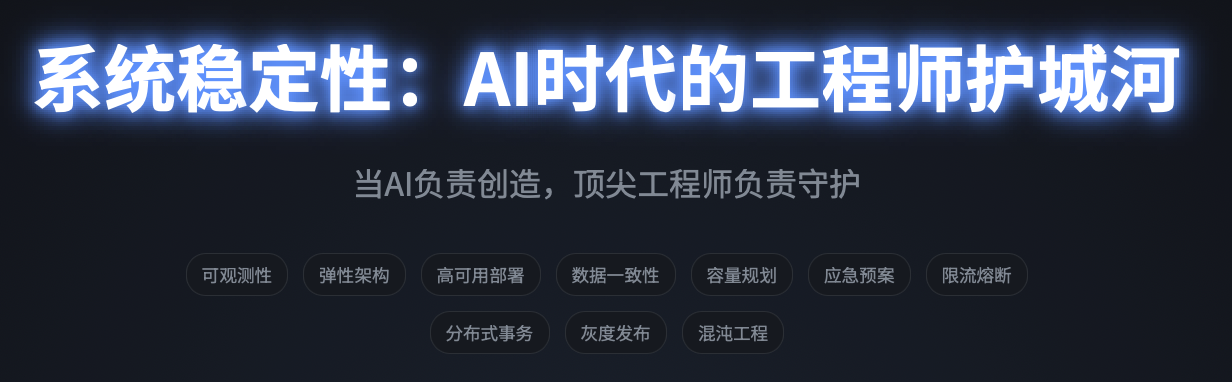 系统稳定性：AI时代的工程师护城河
当AI负责创造，顶尖工程师负责守护
可观测性 弹性架构 高可用部署 数据一致性 容量规划 应急预案 限流熔断
分布式事务 灰度发布 混沌工程